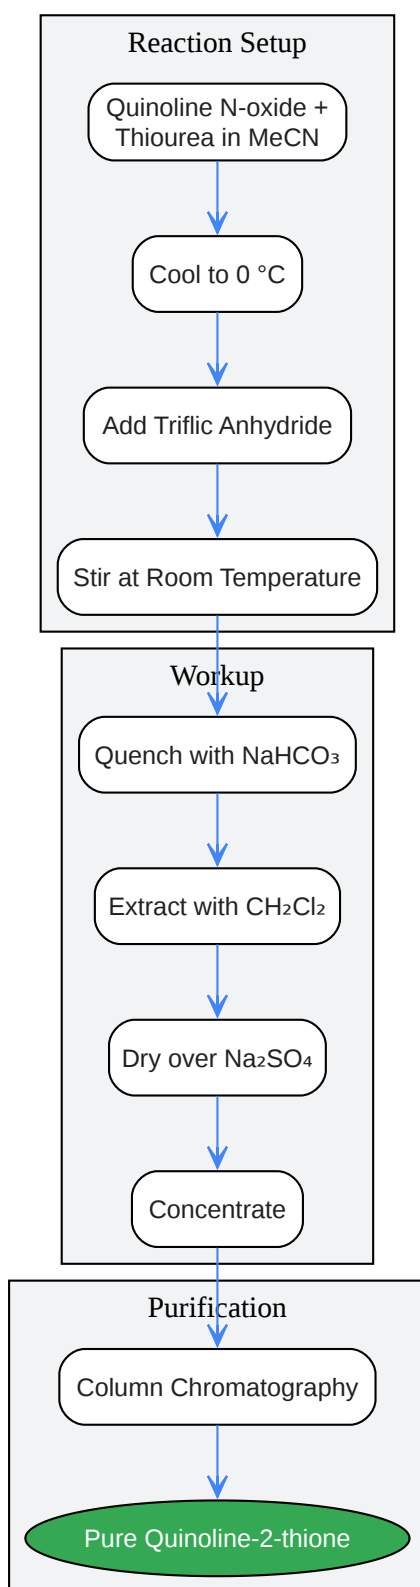 Reaction Setup
Quinoline N-oxide +
Thiourea in MeCN
Cool to 0 °C
Add Triflic Anhydride
Stir at Room Temperature
Workup
Quench with NaHCO₃
Extract with CH₂Cl₂
Dry over Na₂SO₄
Concentrate
Purification
Column Chromatography
Pure Quinoline-2-thione